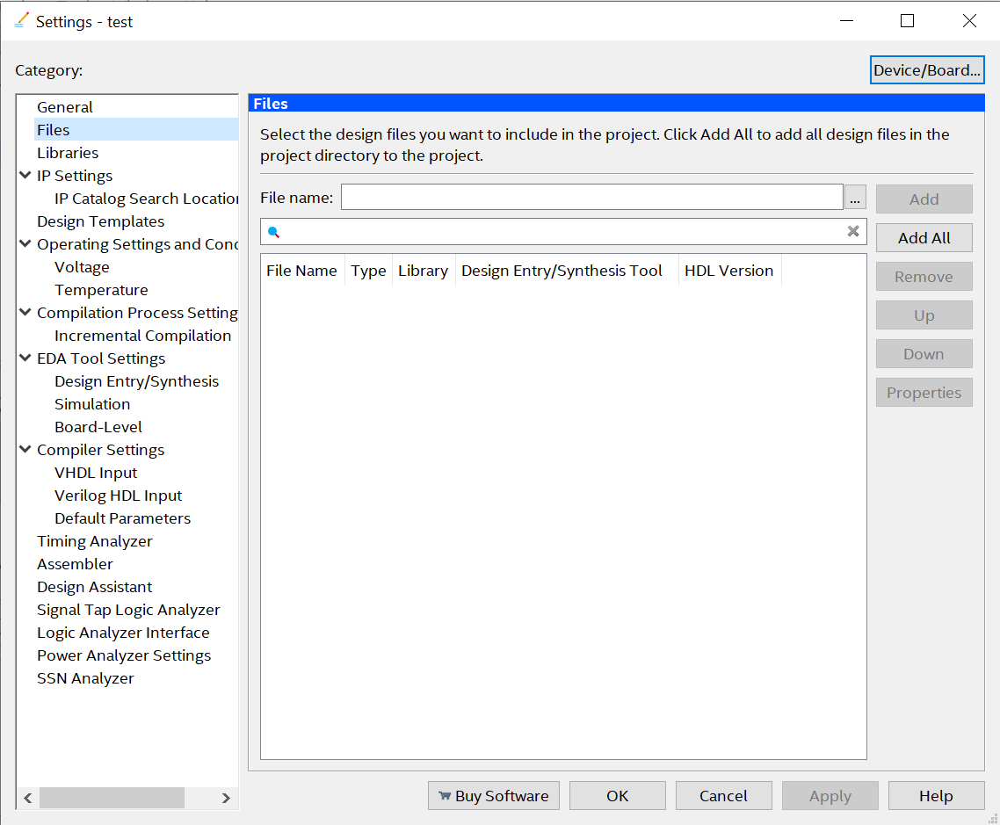 Settings - test
Category:
Device/Board...
General
Files
Libraries
IP Settings
IP Catalog Search Location
Design Templates
Operating Settings and Cond
Voltage
Temperature
Compilation Process Setting
Incremental Compilation
EDA Tool Settings
Design Entry/Synthesis
Simulation
Board-Level
Compiler Settings
VHDL Input
Verilog HDL Input
Default Parameters
Timing Analyzer
Assembler
Design Assistant
Signal Tap Logic Analyzer
Logic Analyzer Interface
Power Analyzer Settings
SSN Analyzer
Files
Select the design files you want to include in the project. Click Add All to add all design files in the
project directory to the project.
File name:
...
Add
Add All
Remove
Up
Down
Properties
File Name Type Library Design Entry/Synthesis Tool HDL Version
Buy Software
OK
Cancel
Apply
Help